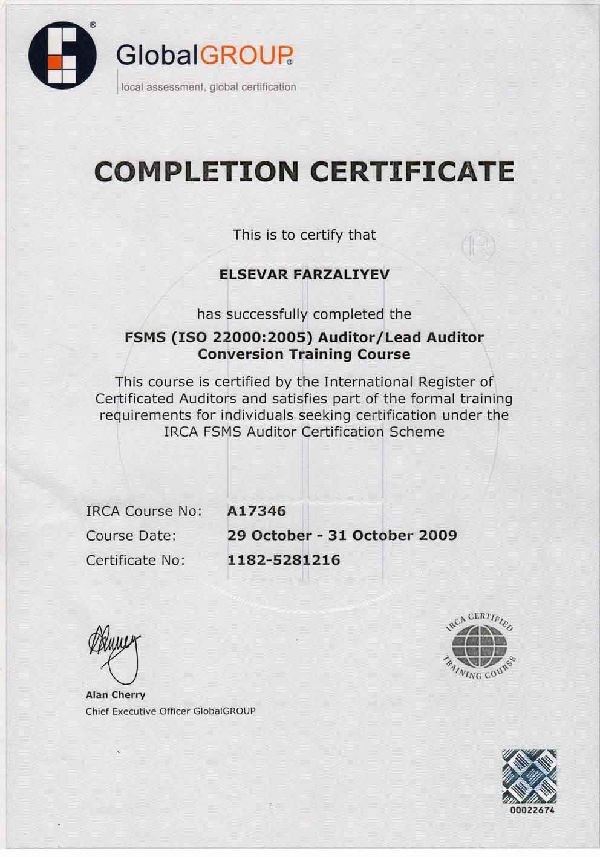 GlobalGROUP®
local assessment, global certification
COMPLETION CERTIFICATE
This is to certify that
ELSEVAR FARZALIYEV
has successfully completed the
FSMS (ISO 22000:2005) Auditor/Lead Auditor
Conversion Training Course
This course is certified by the International Register of
Certificated Auditors and satisfies part of the formal training
requirements for individuals seeking certification under the
IRCA FSMS Auditor Certification Scheme
IRCA Course No: A17346
Course Date: 29 October - 31 October 2009
Certificate No: 1182-5281216
Alan Cherry
Chief Executive Officer GlobalGROUP
IRCA CERTIFIED
TRAINING COURSE
00022674